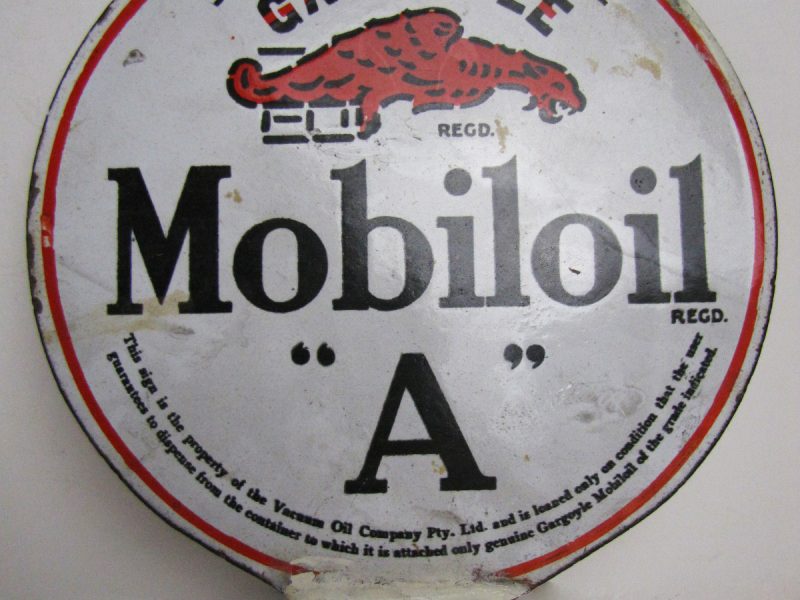 GARGOYLE
REGD.
Mobiloil
REGD.
"A"
This sign is the property of the Vacuum Oil Company Pty. Ltd. and is loaned only on condition that the user
guarantees to dispense from the container to which it is attached only genuine Gargoyle Mobiloil of the grade indicated.